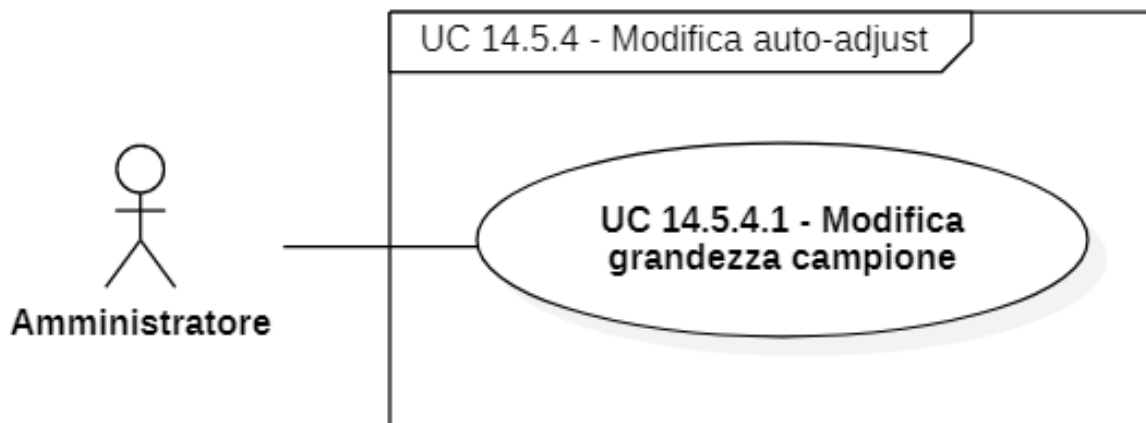 UC 14.5.4 - Modifica auto-adjust
UC 14.5.4.1 - Modifica
grandezza campione
Amministratore